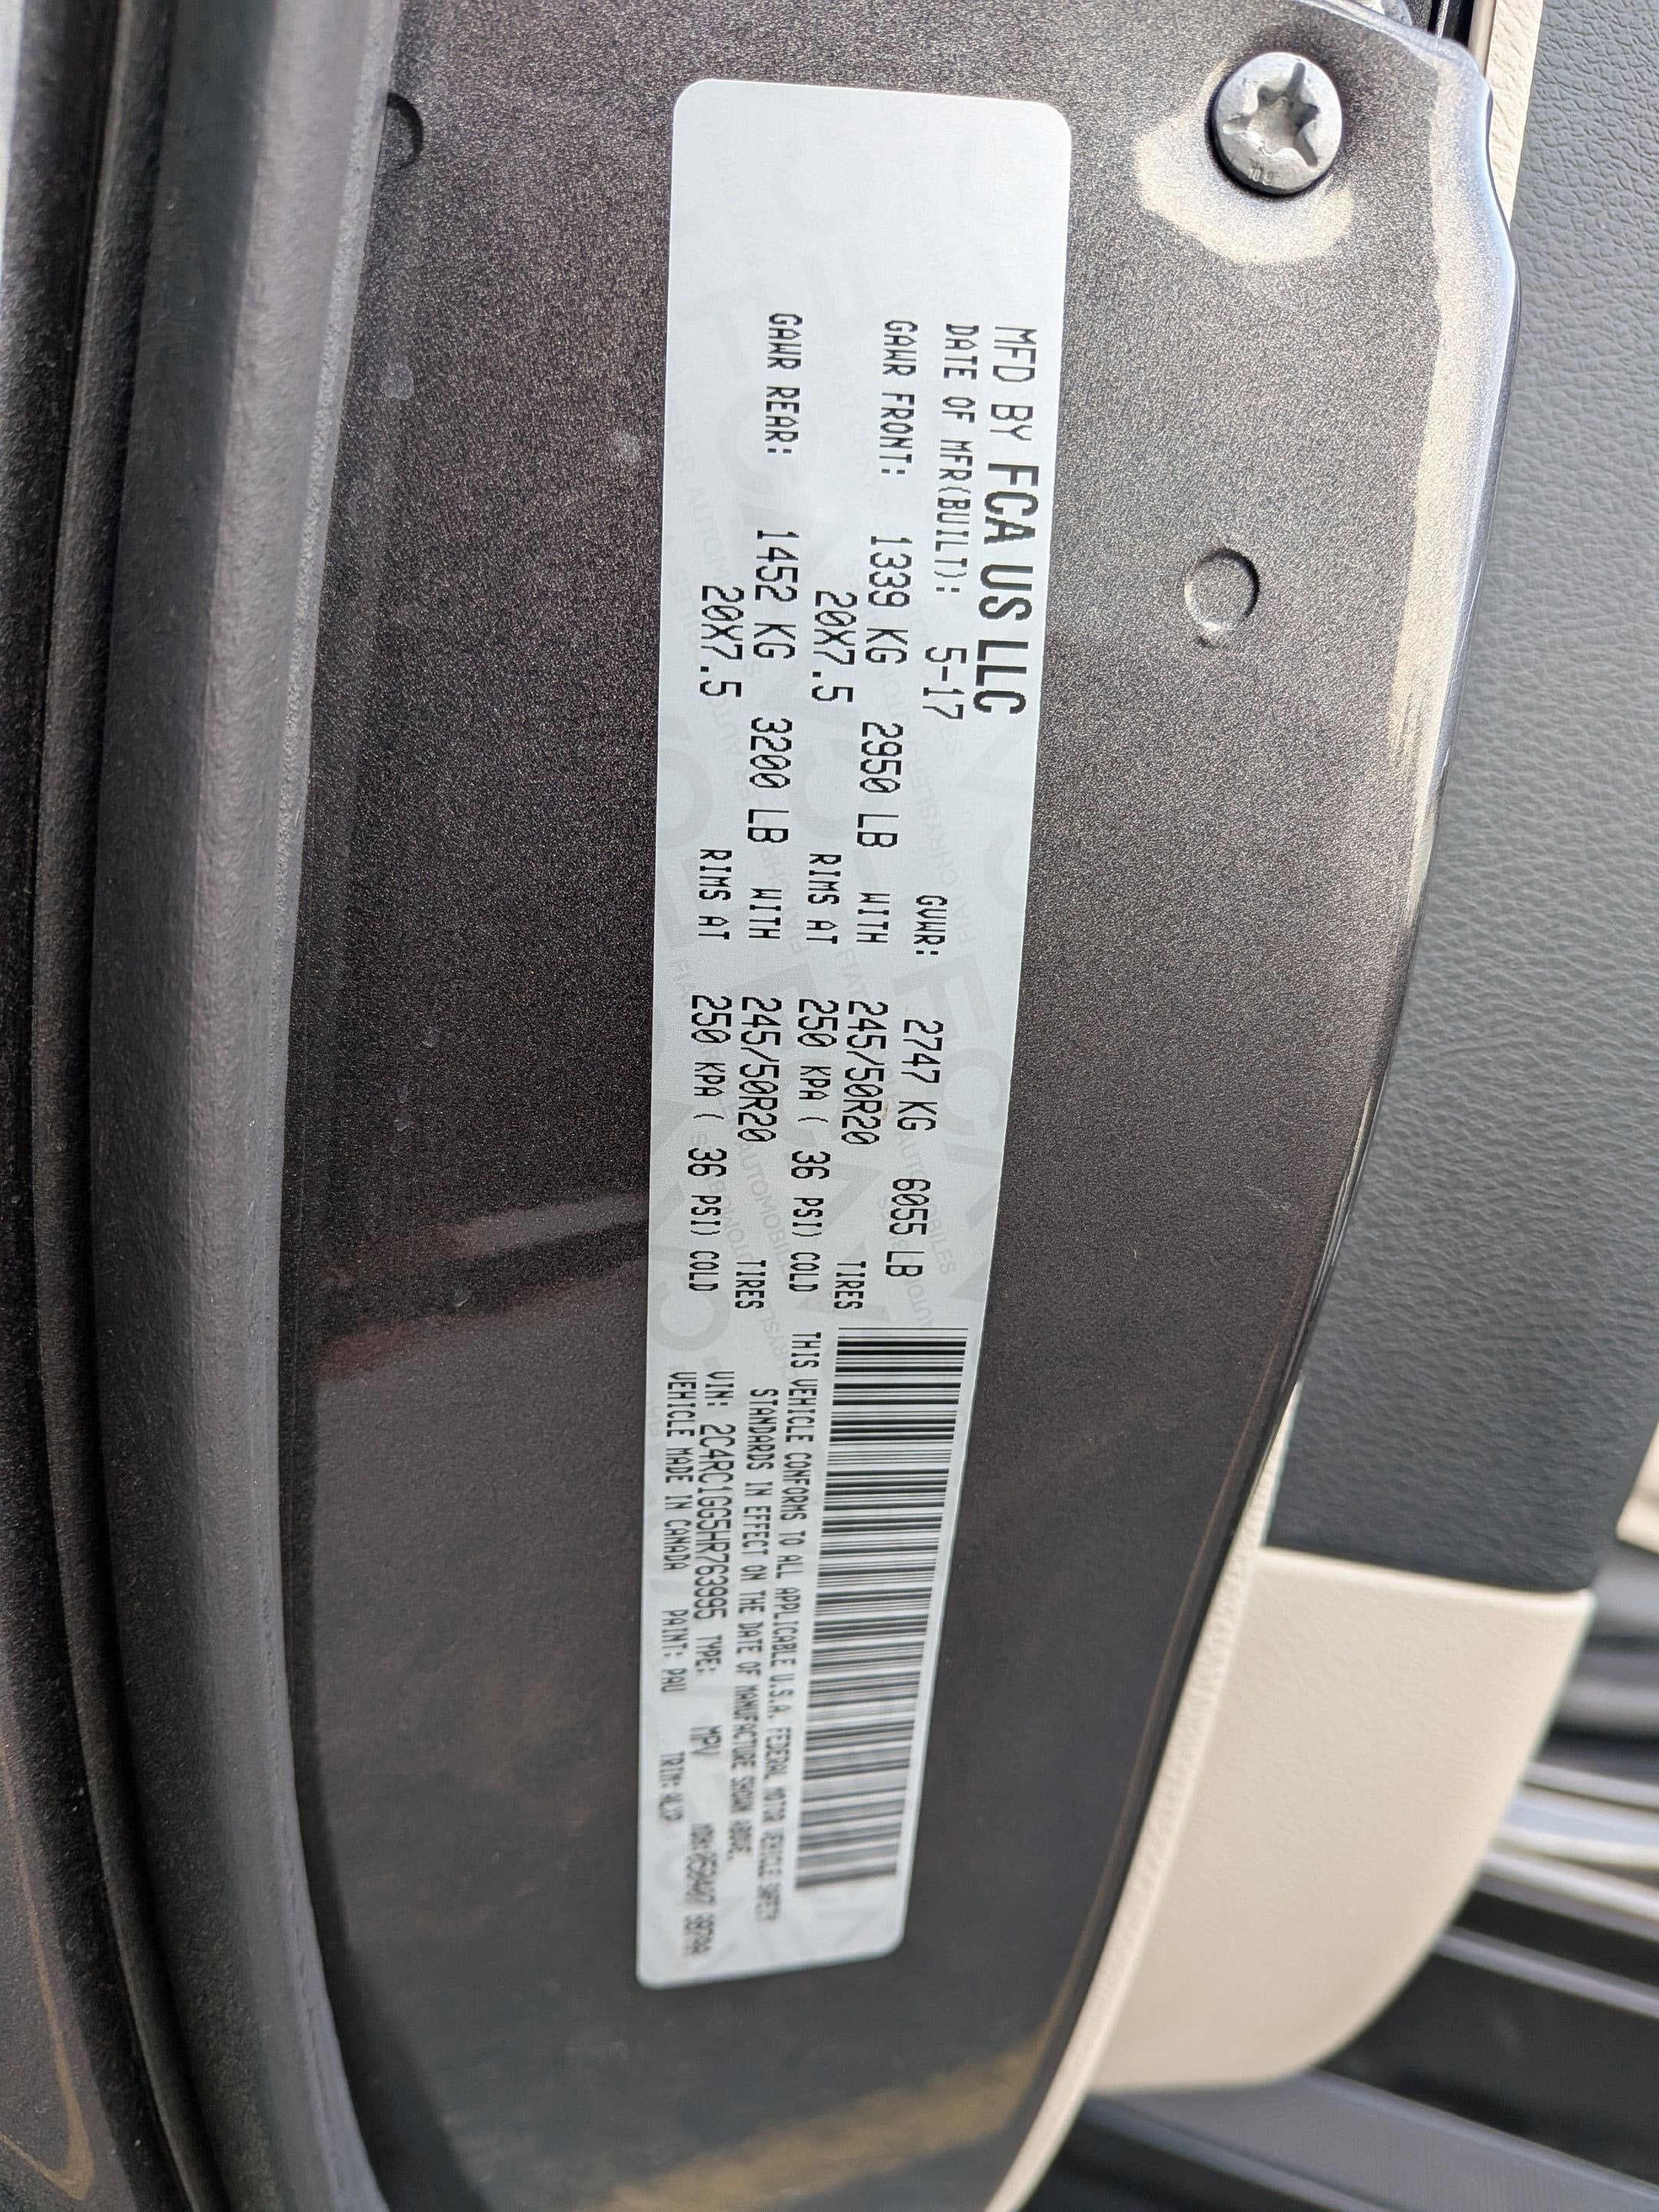 MFD BY FCA US LLC
DATE OF MFR(BUILT): 5-17 GVWR: 2747 KG 6055 LB
GAWR FRONT: 1339 KG 2950 LB WITH 245/50R20 TIRES
20X7.5 RIMS AT 250 KPA ( 36 PSI) COLD
GAWR REAR: 1452 KG 3200 LB WITH 245/50R20 TIRES
20X7.5 RIMS AT 250 KPA ( 36 PSI) COLD
THIS VEHICLE CONFORMS TO ALL APPLICABLE U.S.A. FEDERAL MOTOR VEHICLE SAFETY
STANDARDS IN EFFECT ON THE DATE OF MANUFACTURE SHOWN ABOVE.
VIN: 2C4RC1GG5HR763995 TYPE: MPV
VEHICLE MADE IN CANADA PAINT: PAU TRIM: